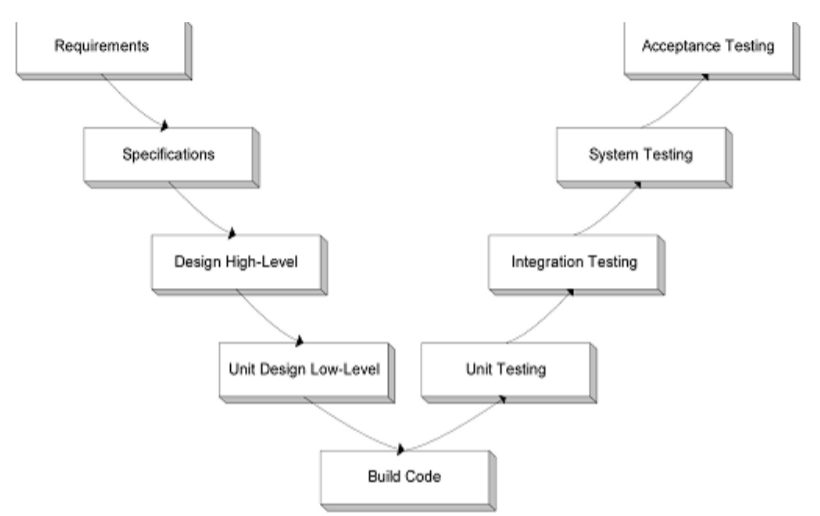 Requirements
Acceptance Testing
Specifications
System Testing
Design High-Level
Integration Testing
Unit Design Low-Level
Unit Testing
Build Code